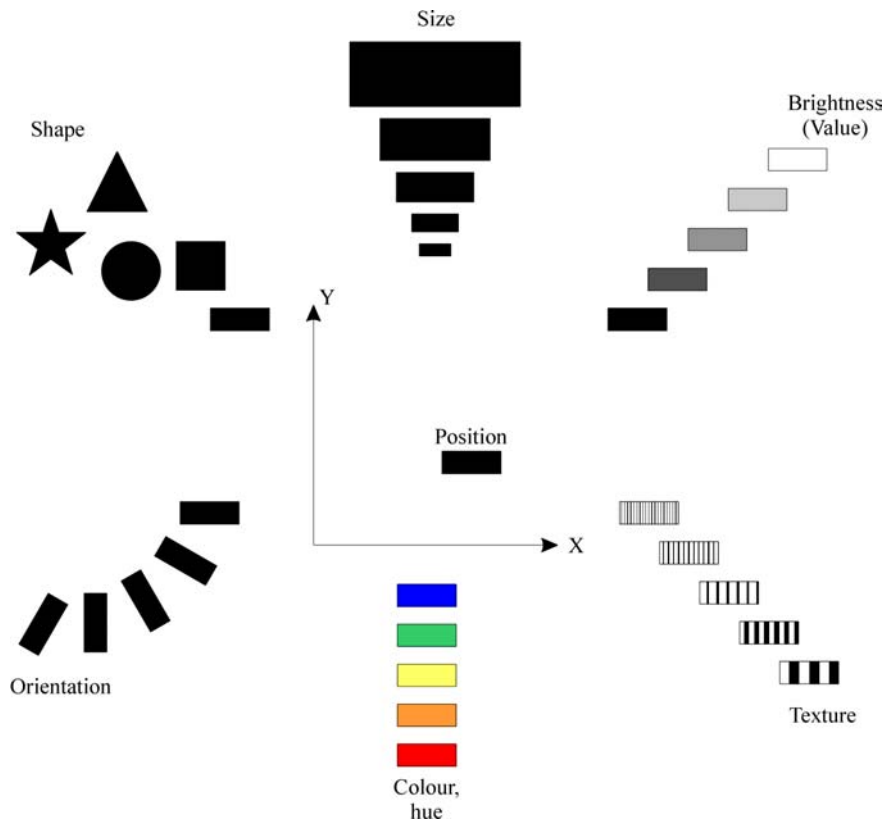 Size
Brightness
(Value)
Shape
Y
Position
X
Orientation
Texture
Colour,
hue